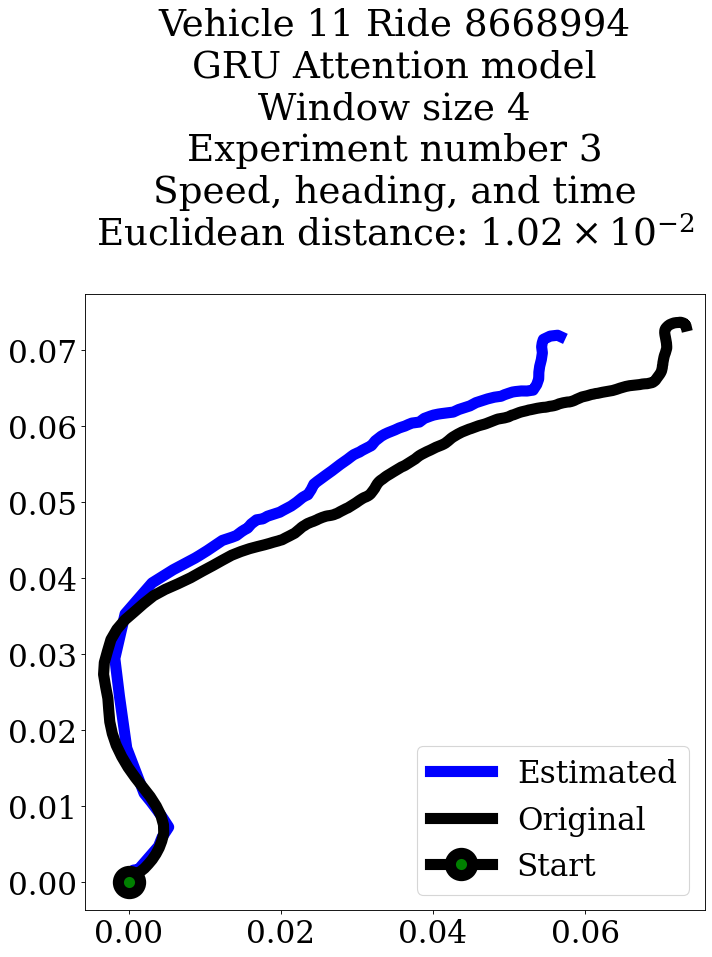 Vehicle 11 Ride 8668994
GRU Attention model
Window size 4
Experiment number 3
Speed, heading, and time
Euclidean distance: 1.02 × 10⁻²
0.07
0.06
0.05
0.04
0.03
0.02
0.01
0.00
Estimated
Original
Start
0.00 0.02 0.04 0.06